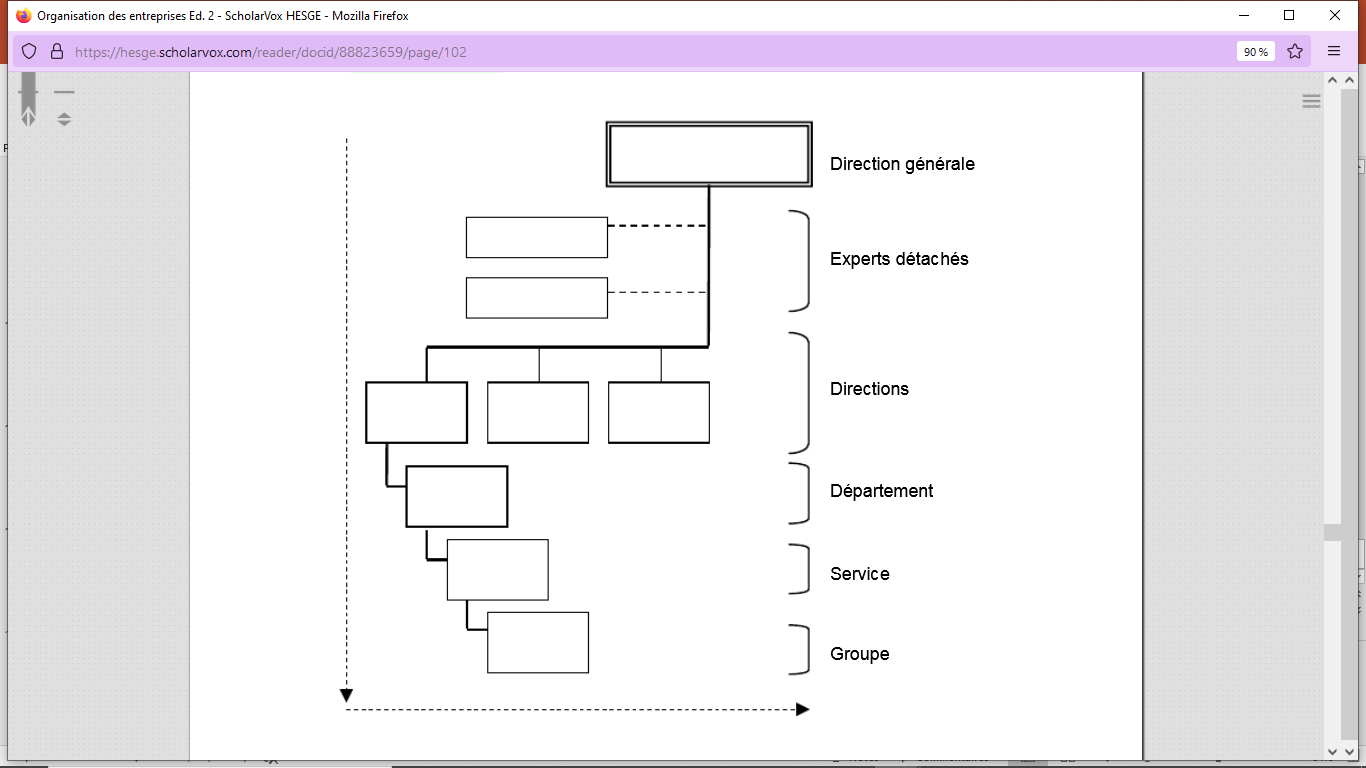 Organisation des entreprises Ed. 2 - ScholarVox HESGE - Mozilla Firefox
https://hesge.scholarvox.com/reader/docid/88823659/page/102
90 %
Direction générale
Experts détachés
Directions
Département
Service
Groupe